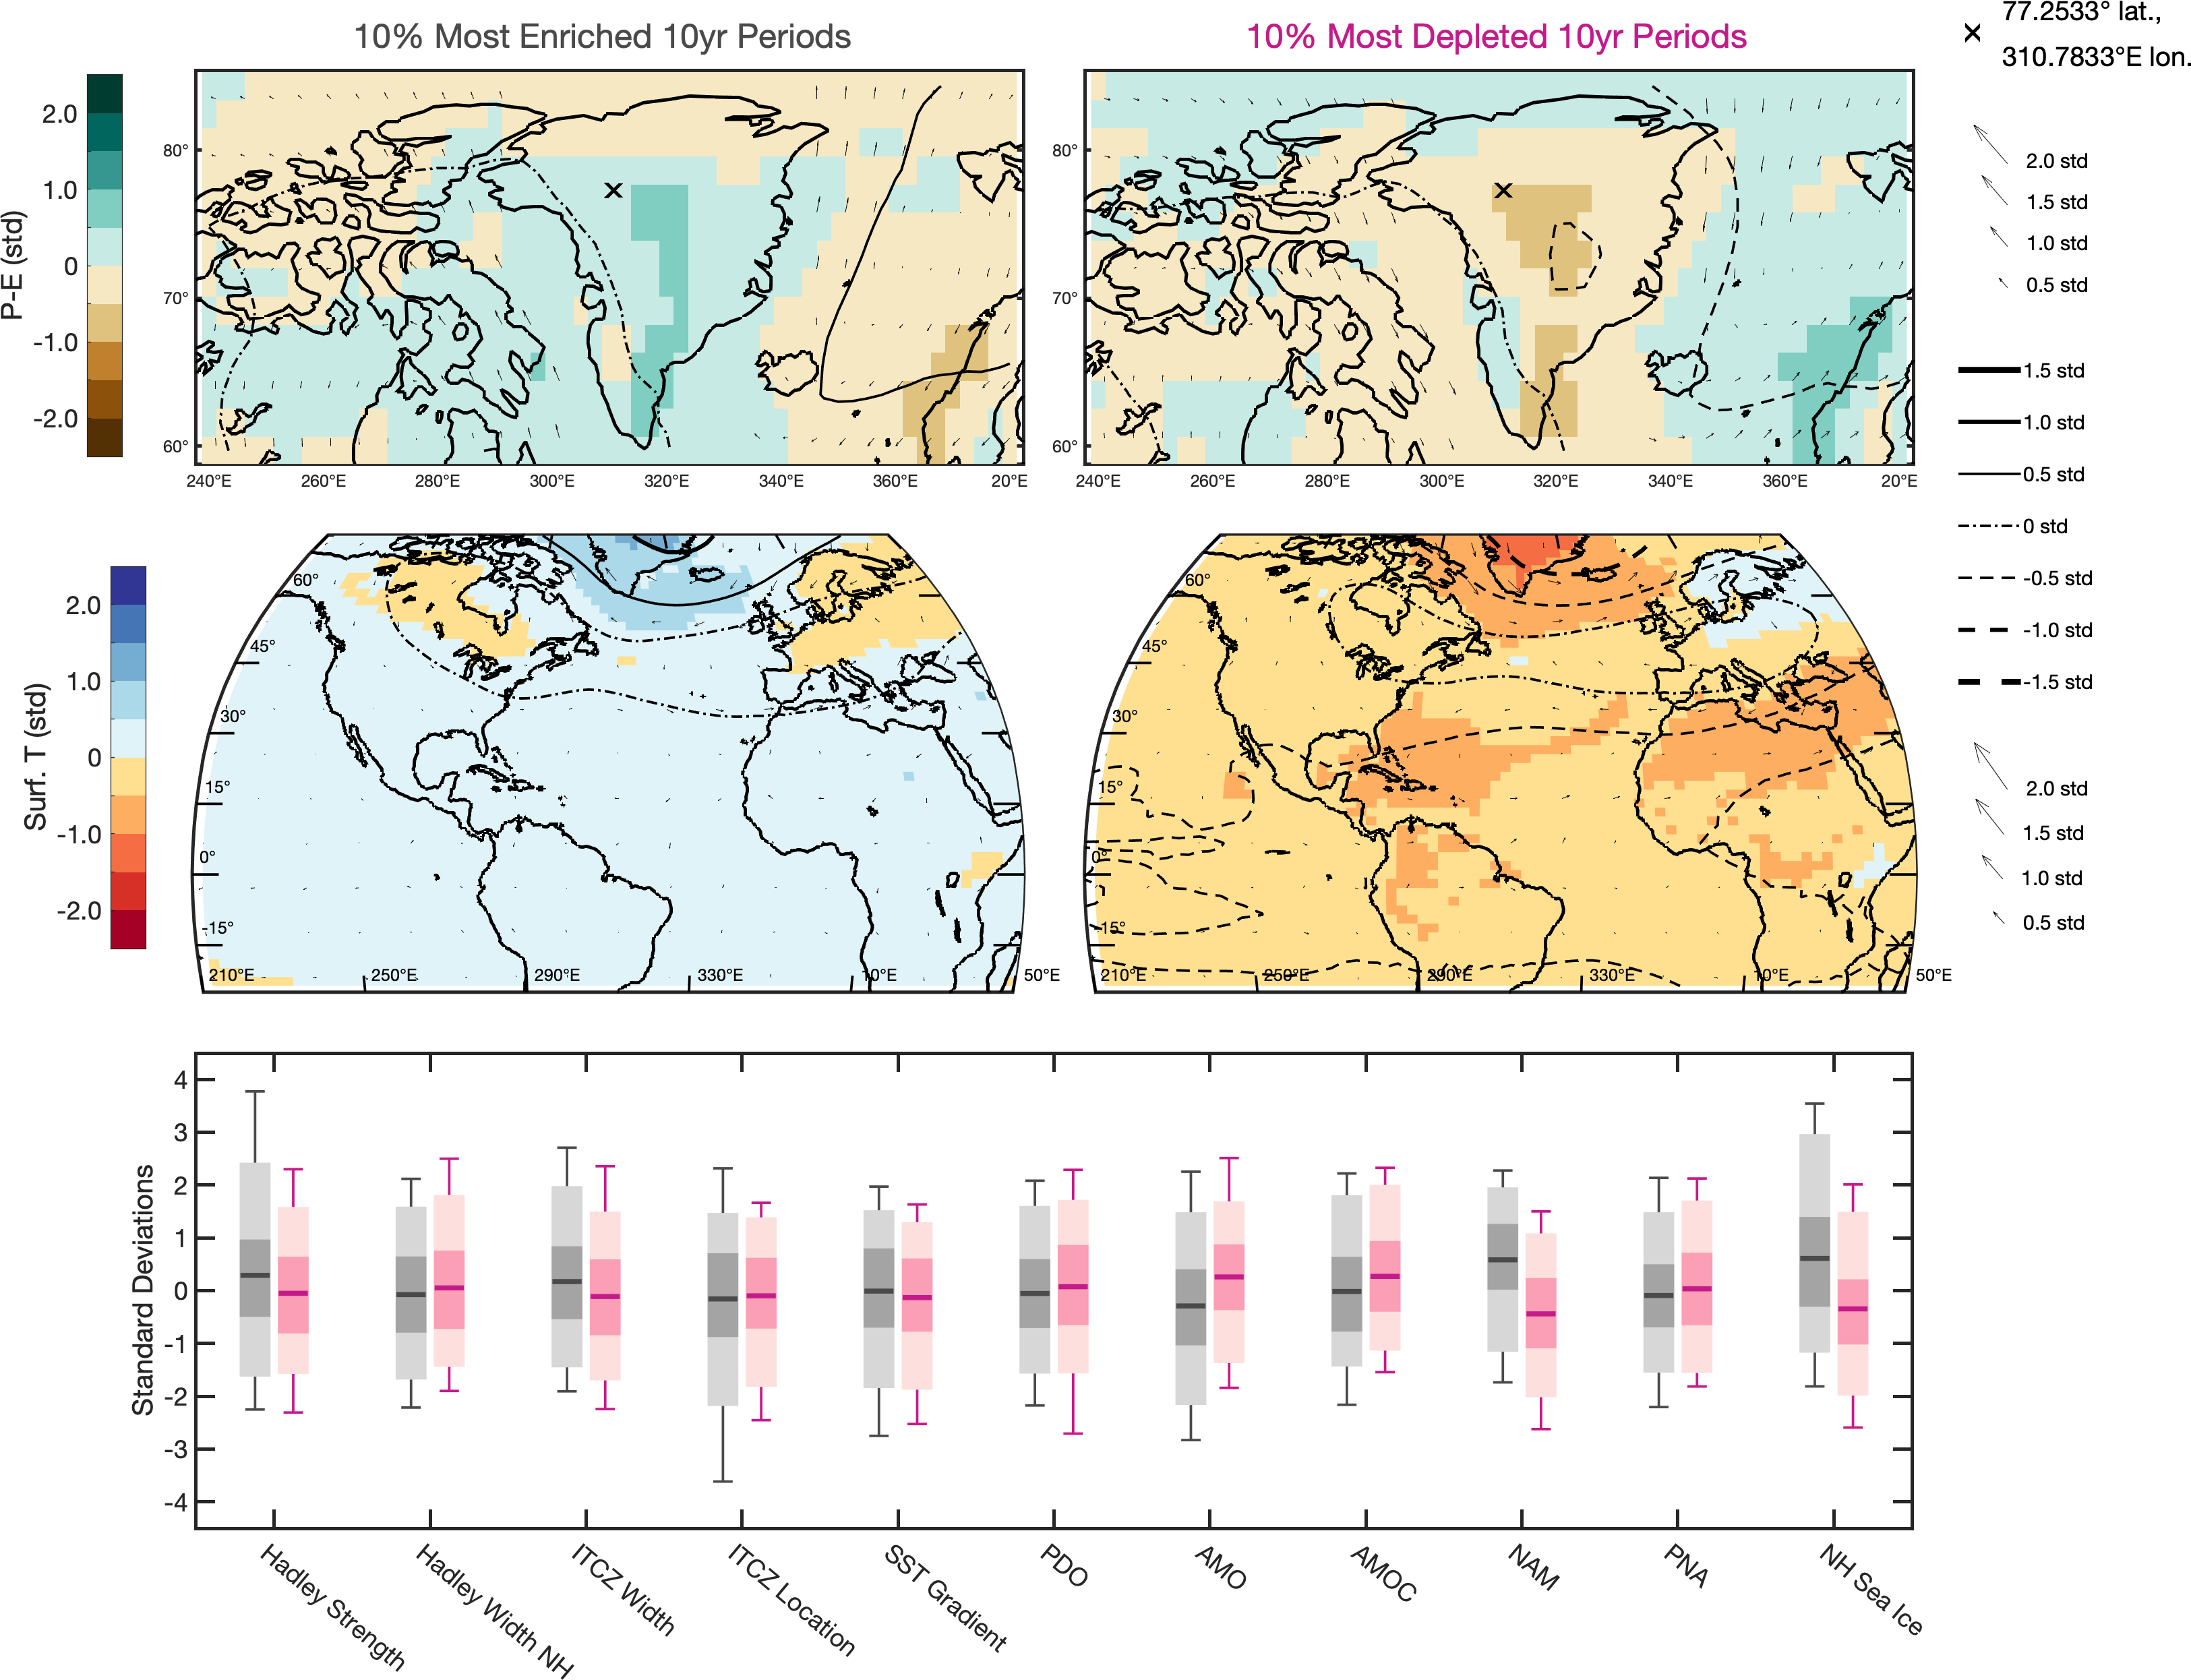 10% Most Enriched 10yr Periods
10% Most Depleted 10yr Periods
77.2533° lat.,
310.7833°E lon.
P-E (std)
2.0
1.0
0
-1.0
-2.0
80°
70°
60°
240°E 260°E 280°E 300°E 320°E 340°E 360°E 20°E
80°
70°
60°
240°E 260°E 280°E 300°E 320°E 340°E 360°E 20°E
2.0 std
1.5 std
1.0 std
0.5 std
1.5 std
1.0 std
0.5 std
0 std
-0.5 std
-1.0 std
-1.5 std
2.0 std
1.5 std
1.0 std
0.5 std
Surf. T (std)
2.0
1.0
0
-1.0
-2.0
60°
45°
30°
15°
0°
-15°
210°E 250°E 290°E 330°E 10°E 50°E
60°
45°
30°
15°
0°
-15°
210°E 250°E 290°E 330°E 10°E 50°E
Standard Deviations
4
3
2
1
0
-1
-2
-3
-4
Hadley Strength
Hadley Width NH
ITCZ Width
ITCZ Location
SST Gradient
PDO
AMO
AMOC
NAM
PNA
NH Sea Ice